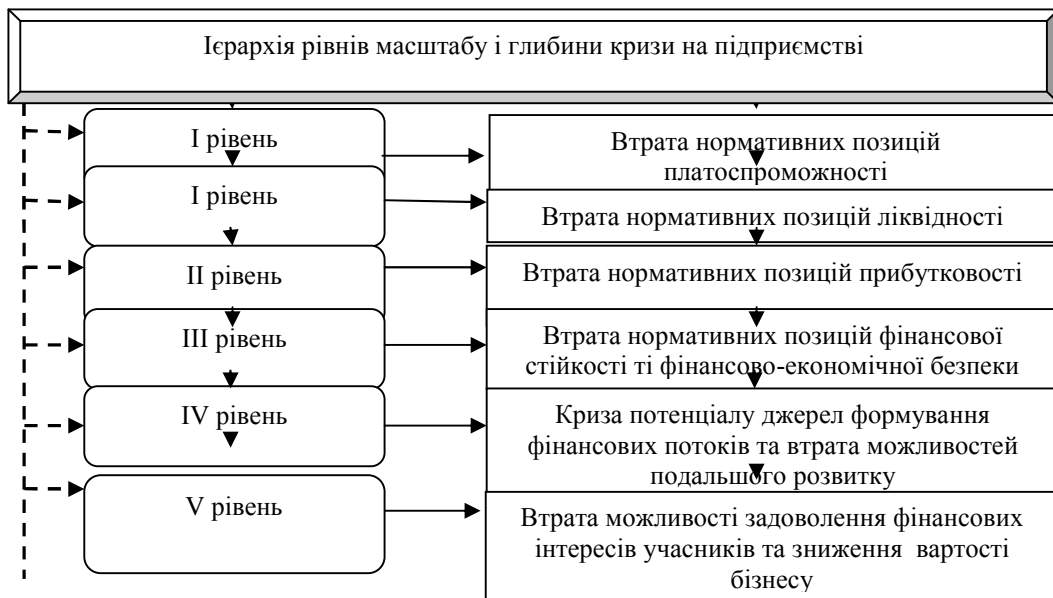 Ієрархія рівнів масштабу і глибини кризи на підприємстві
І рівень
Втрата нормативних позицій
платоспроможності
І рівень
Втрата нормативних позицій ліквідності
ІІ рівень
Втрата нормативних позицій прибутковості
ІІІ рівень
Втрата нормативних позицій фінансової
стійкості ті фінансово-економічної безпеки
IV рівень
Криза потенціалу джерел формування
фінансових потоків та втрата можливостей
подальшого розвитку
V рівень
Втрата можливості задоволення фінансових
інтересів учасників та зниження вартості
бізнесу